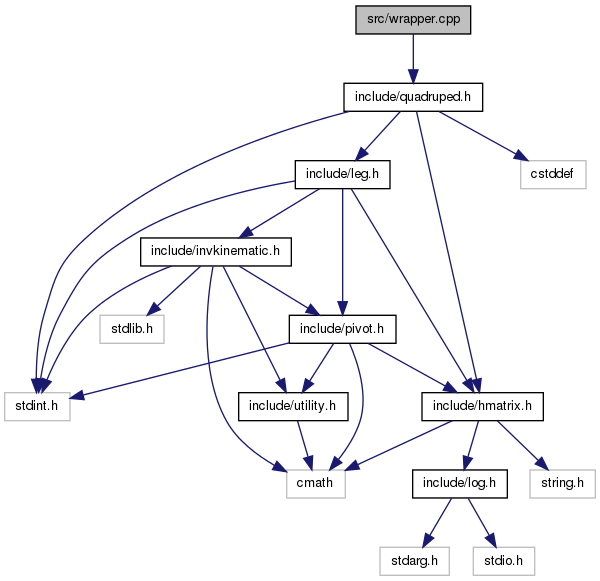 src/wrapper.cpp
include/quadruped.h
include/leg.h
cstddef
include/invkinematic.h
stdlib.h
include/pivot.h
stdint.h
include/utility.h
include/hmatrix.h
cmath
include/log.h
string.h
stdarg.h
stdio.h